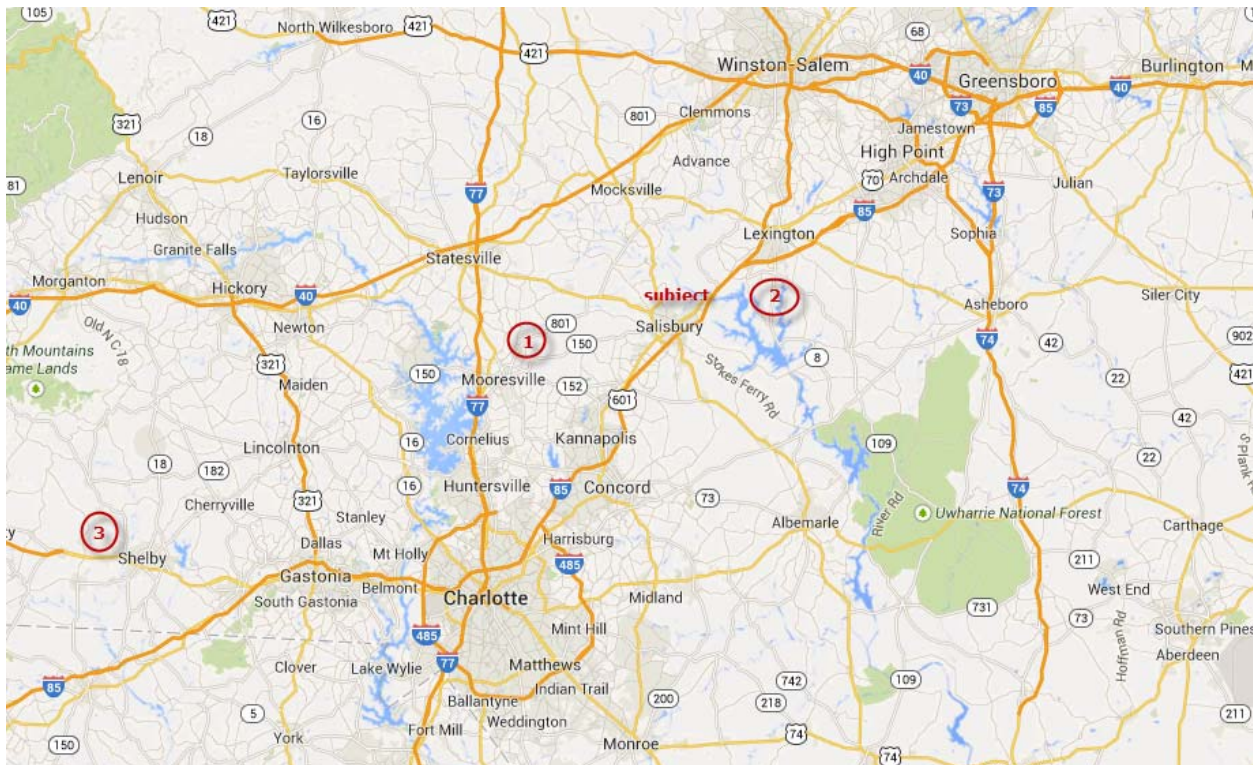 105
421
North Wilkesboro
421
421
68
Winston-Salem
40
Greensboro
Burlington
40
73
85
321
18
16
801
Clemmons
Jamestown
High Point
Archdale
70
Lenoir
Taylorsville
77
Mocksville
Advance
73
Julian
81
Hudson
85
Granite Falls
Statesville
Lexington
Sophia
Morganton
Hickory
40
40
Newton
subject
2
Asheboro
Siler City
Salisbury
Old N C-18
1
801
150
74
42
902
8
th Mountains
ame Lands
321
Maiden
150
Mooresville
152
Stokes Ferry Rd
22
421
77
601
42
Lincolnton
16
Cornelius
Kannapolis
109
S Plank R
18
182
22
321
16
Huntersville
85
Concord
73
74
Cherryville
Stanley
Albemarle
River Rd
Uwharrie National Forest
Carthage
3
Shelby
Dallas
Mt Holly
Harrisburg
485
211
Gastonia
Belmont
South Gastonia
Charlotte
Midland
West End
731
73
485
Mint Hill
Hoffman Rd
Southern Pines
Aberdeen
Clover
Lake Wylie
77
Matthews
Indian Trail
742
109
85
5
Ballantyne
200
218
211
Weddington
York
Fort Mill
150
Monroe
74
74